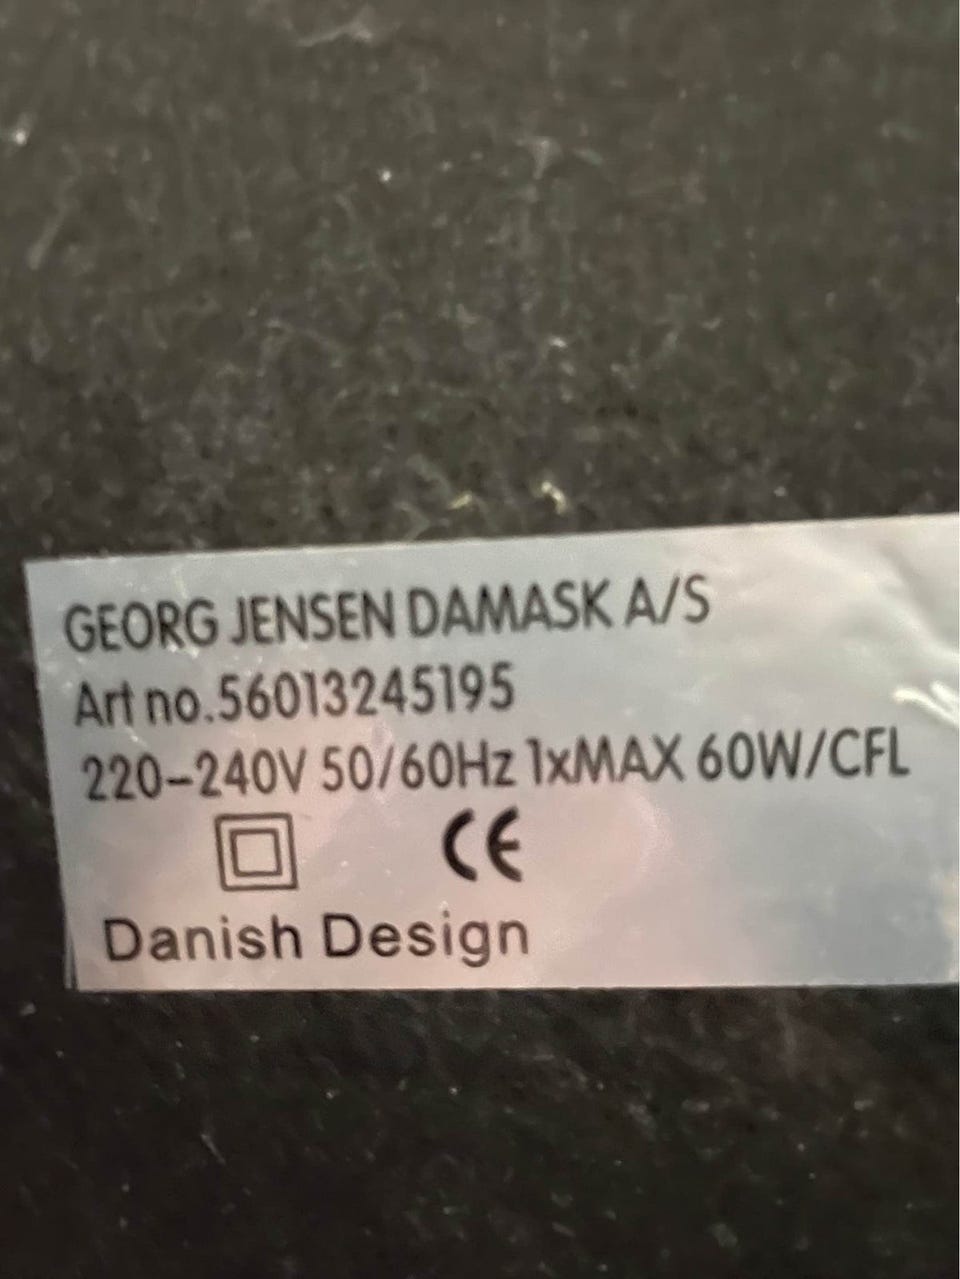 GEORG JENSEN DAMASK A/S
Art no.56013245195
220-240V 50/60Hz 1xMAX 60W/CFL
CE
Danish Design